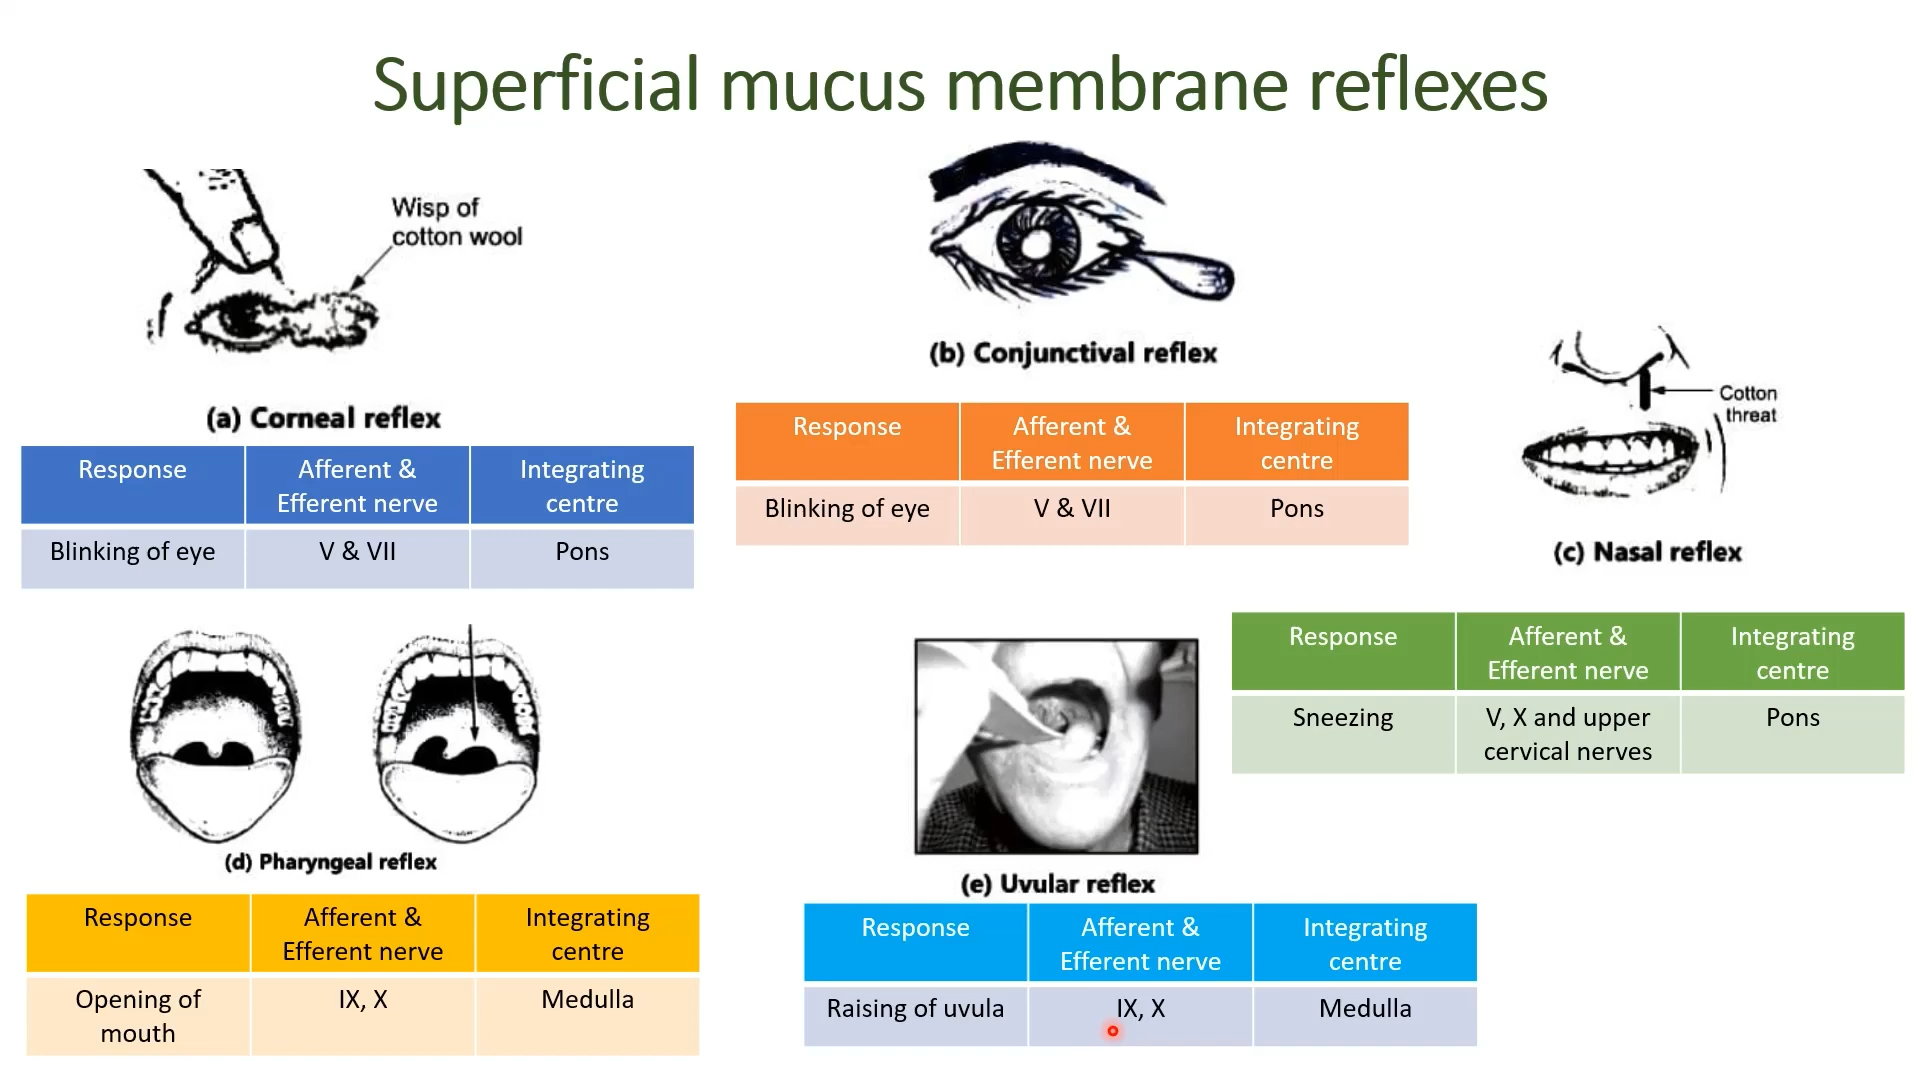 Superficial mucus membrane reflexes
Wisp of
cotton wool
(a) Corneal reflex
Response
Afferent &
Efferent nerve
Integrating
centre
Blinking of eye
V & VII
Pons
(b) Conjunctival reflex
Response
Afferent &
Efferent nerve
Integrating
centre
Blinking of eye
V & VII
Pons
Cotton
threat
(c) Nasal reflex
Response
Afferent &
Efferent nerve
Integrating
centre
Sneezing
V, X and upper
cervical nerves
Pons
(d) Pharyngeal reflex
Response
Afferent &
Efferent nerve
Integrating
centre
Opening of
mouth
IX, X
Medulla
(e) Uvular reflex
Response
Afferent &
Efferent nerve
Integrating
centre
Raising of uvula
IX, X
Medulla